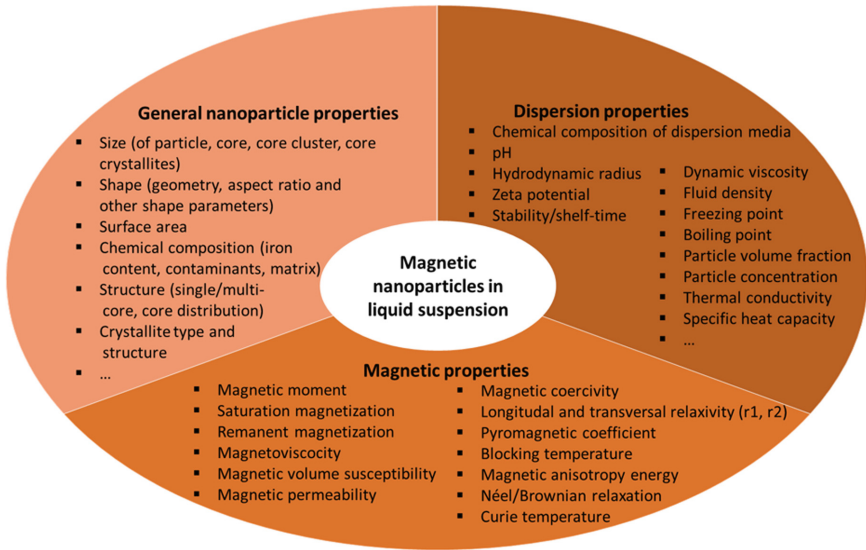 General nanoparticle properties
▪ Size (of particle, core, core cluster, core
crystallites)
▪ Shape (geometry, aspect ratio and
other shape parameters)
▪ Surface area
▪ Chemical composition (iron
content, contaminants, matrix)
▪ Structure (single/multi-
core, core distribution)
▪ Crystallite type and
structure
▪ ...
Dispersion properties
▪ Chemical composition of dispersion media
▪ pH
▪ Hydrodynamic radius
▪ Zeta potential
▪ Stability/shelf-time
▪ Dynamic viscosity
▪ Fluid density
▪ Freezing point
▪ Boiling point
▪ Particle volume fraction
▪ Particle concentration
▪ Thermal conductivity
▪ Specific heat capacity
▪ ...
Magnetic
nanoparticles in
liquid suspension
Magnetic properties
▪ Magnetic moment
▪ Saturation magnetization
▪ Remanent magnetization
▪ Magnetoviscocity
▪ Magnetic volume susceptibility
▪ Magnetic permeability
▪ Magnetic coercivity
▪ Longitudal and transversal relaxivity (r1, r2)
▪ Pyromagnetic coefficient
▪ Blocking temperature
▪ Magnetic anisotropy energy
▪ Néel/Brownian relaxation
▪ Curie temperature